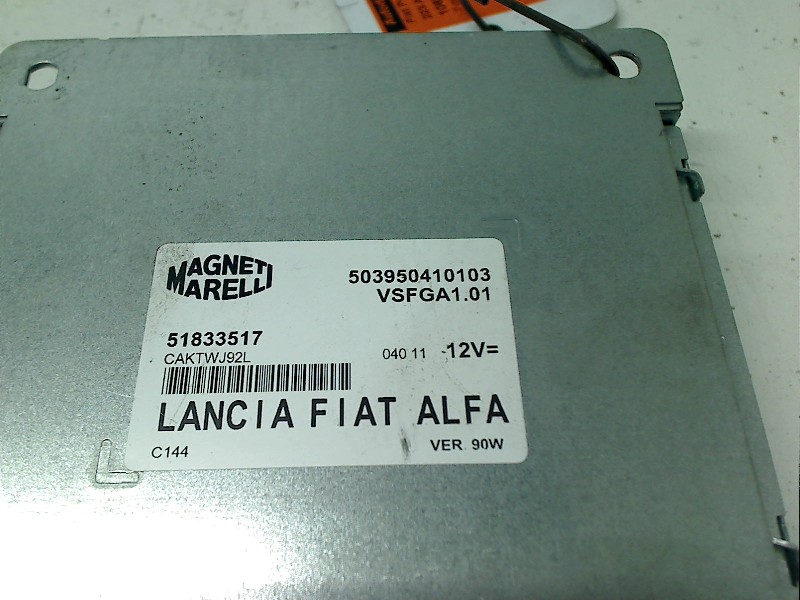 MAGNETI
MARELLI
503950410103
VSFGA1.01
51833517
CAKTWJ92L
040 11 12V=
LANCIA FIAT ALFA
C144
VER. 90W
L